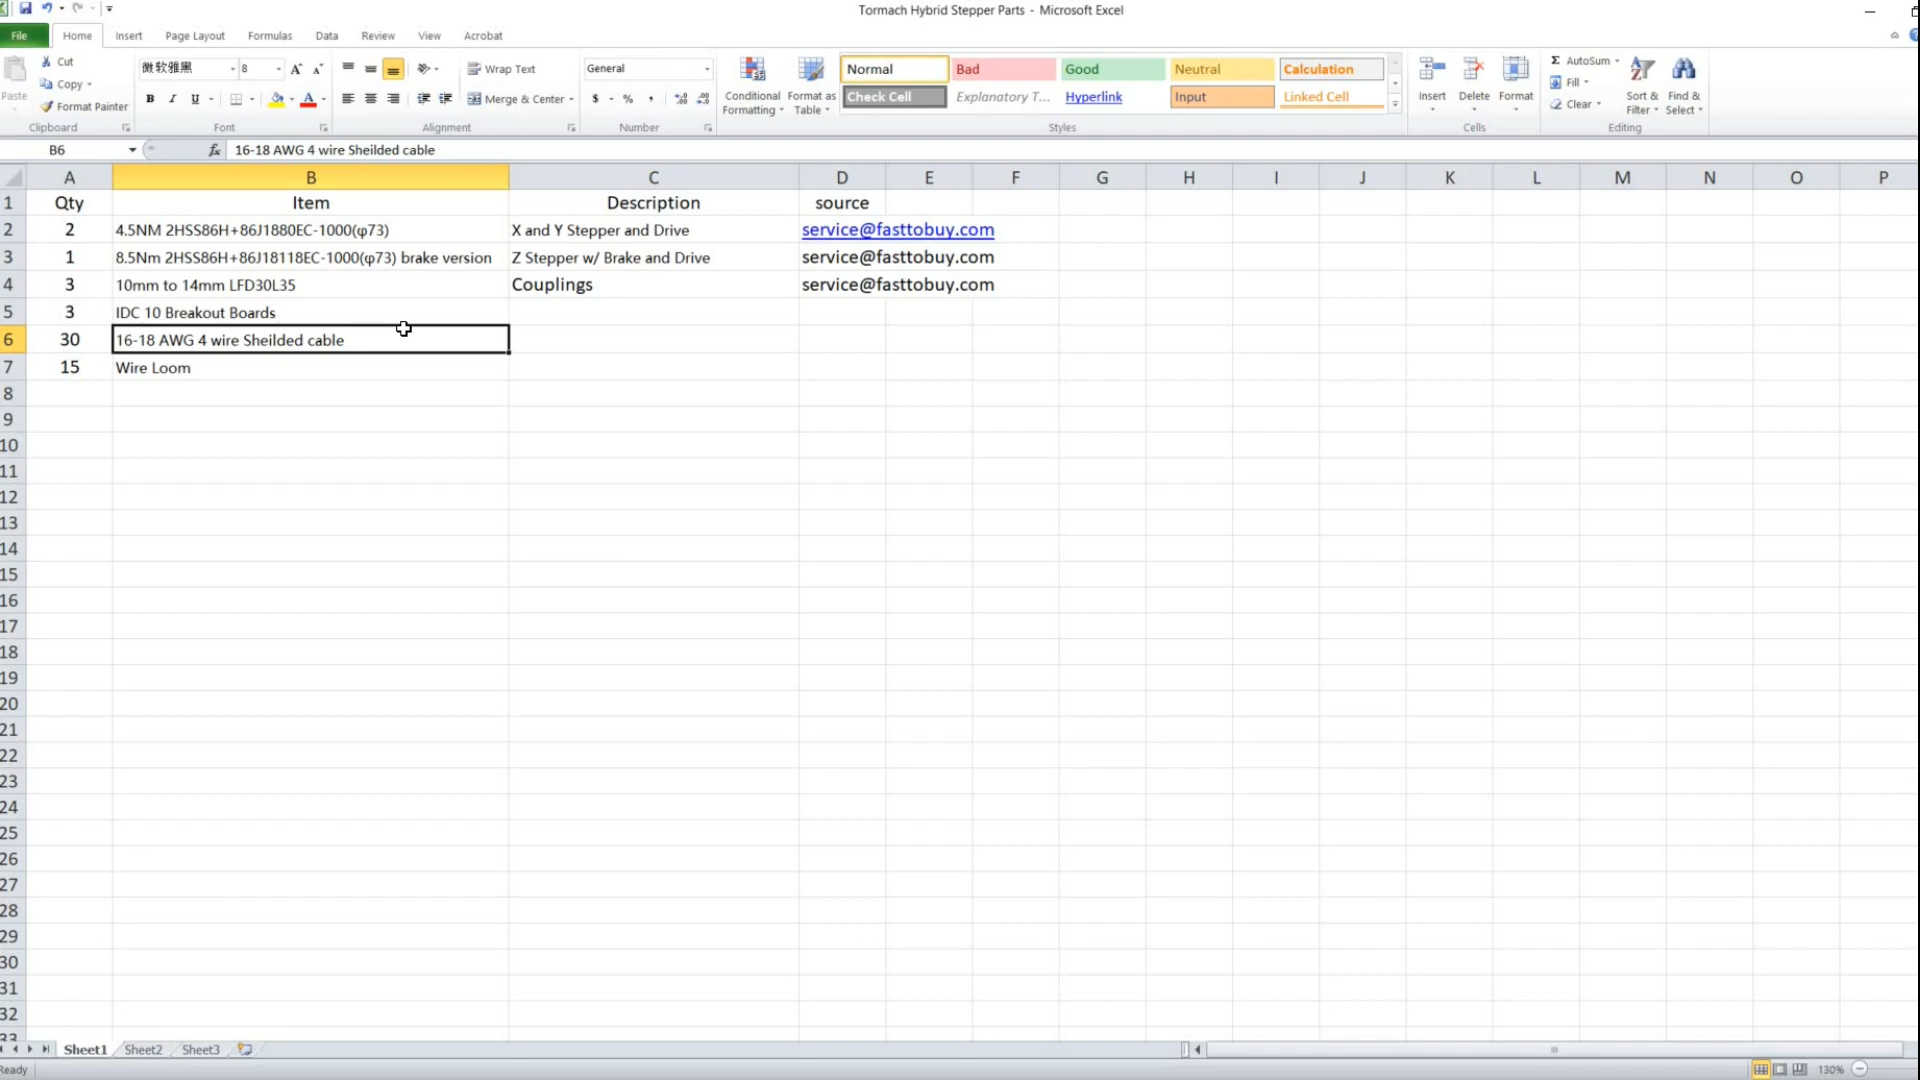 Tormach Hybrid Stepper Parts - Microsoft Excel
File Home Insert Page Layout Formulas Data Review View Acrobat
Paste
Cut
Copy
Format Painter
Clipboard
微软雅黑 8
B I U
Font
Wrap Text
Merge & Center
Alignment
General
$ % ,
Number
Conditional Formatting
Format as Table
Normal Bad Good Neutral Calculation
Check Cell Explanatory T... Hyperlink Input Linked Cell
Styles
Insert Delete Format
Cells
Σ AutoSum
Fill
Clear
Sort & Filter
Find & Select
Editing
B6 fx 16-18 AWG 4 wire Sheilded cable
A B C D E F G H I J K L M N O P
1 Qty Item Description source
2 2 4.5NM 2HSS86H+86J1880EC-1000(φ73) X and Y Stepper and Drive service@fasttobuy.com
3 1 8.5Nm 2HSS86H+86J18118EC-1000(φ73) brake version Z Stepper w/ Brake and Drive service@fasttobuy.com
4 3 10mm to 14mm LFD30L35 Couplings service@fasttobuy.com
5 3 IDC 10 Breakout Boards
6 30 16-18 AWG 4 wire Sheilded cable
7 15 Wire Loom
8
9
10
11
12
13
14
15
16
17
18
19
20
21
22
23
24
25
26
27
28
29
30
31
32
33
Sheet1 Sheet2 Sheet3
Ready 130%